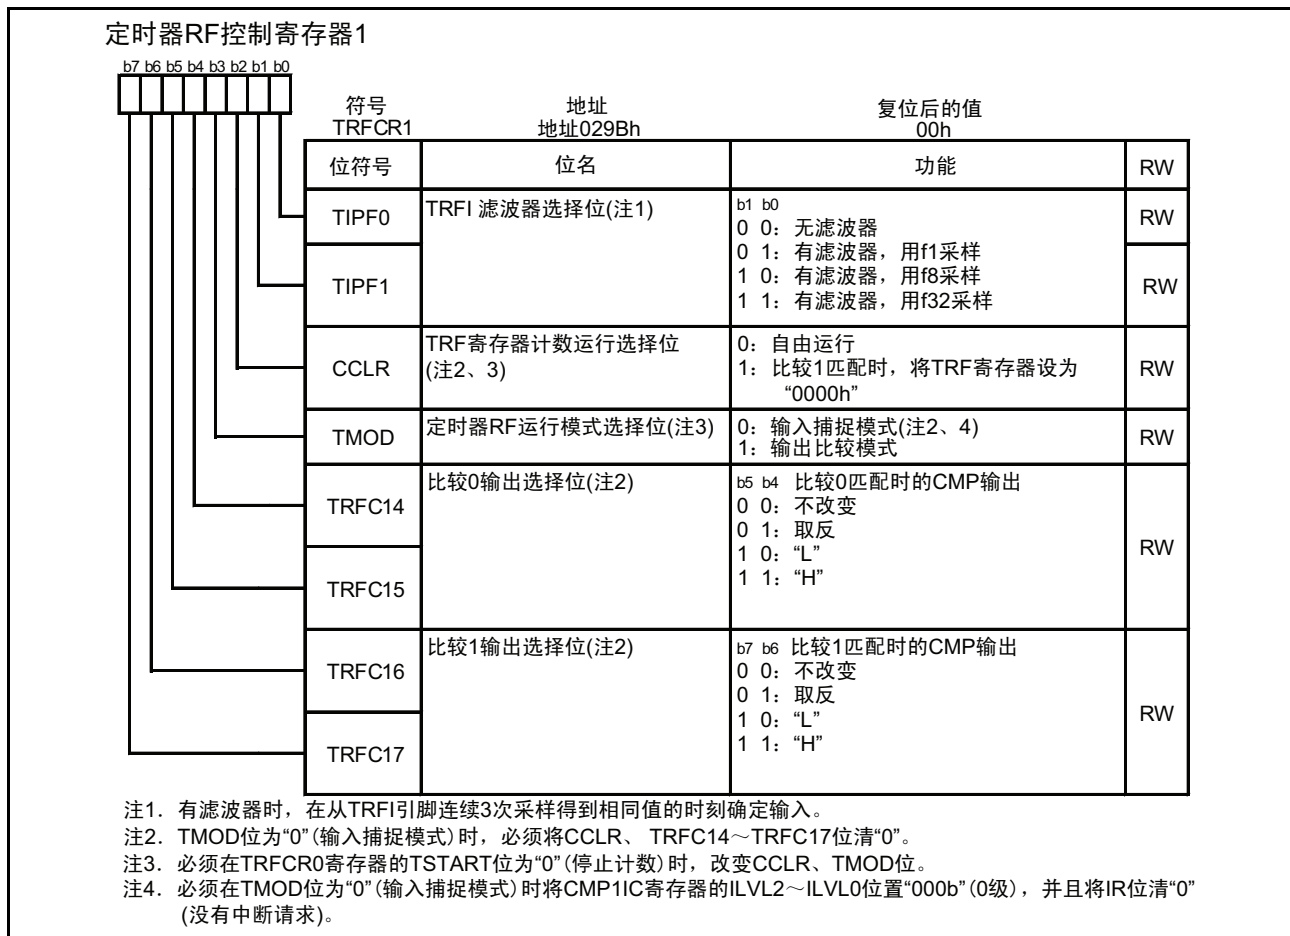 定时器RF控制寄存器1
b7 b6 b5 b4 b3 b2 b1 b0
符号 地址 复位后的值
TRFCR1 地址029Bh 00h
位符号 位名 功能 RW
TIPF0 TRFI 滤波器选择位(注1) b1 b0 RW
0 0：无滤波器
0 1：有滤波器，用f1采样
TIPF1 1 0：有滤波器，用f8采样 RW
1 1：有滤波器，用f32采样
TRF寄存器计数运行选择位 0：自由运行
CCLR (注2、3) 1：比较1匹配时，将TRF寄存器设为 RW
“0000h”
TMOD 定时器RF运行模式选择位(注3) 0：输入捕捉模式(注2、4) RW
1：输出比较模式
比较0输出选择位(注2) b5 b4 比较0匹配时的CMP输出
TRFC14 0 0：不改变
0 1：取反
1 0：“L” RW
1 1：“H”
TRFC15
比较1输出选择位(注2) b7 b6 比较1匹配时的CMP输出
TRFC16 0 0：不改变
0 1：取反
1 0：“L” RW
TRFC17 1 1：“H”
注1．有滤波器时，在从TRFI引脚连续3次采样得到相同值的时刻确定输入。
注2．TMOD位为“0”(输入捕捉模式)时，必须将CCLR、 TRFC14～TRFC17位清“0”。
注3．必须在TRFCR0寄存器的TSTART位为“0”(停止计数)时，改变CCLR、TMOD位。
注4．必须在TMOD位为“0”(输入捕捉模式)时将CMP1IC寄存器的ILVL2～ILVL0位置“000b”(0级)，并且将IR位清“0”
(没有中断请求)。